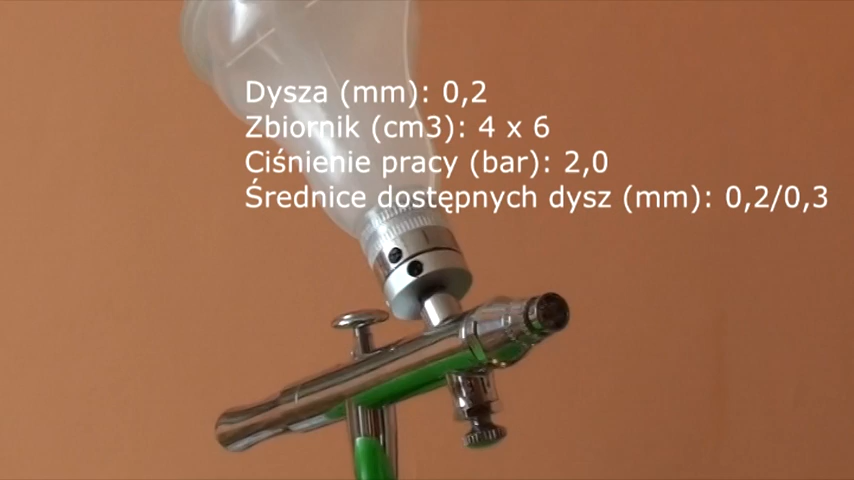 Dysza (mm): 0,2
Zbiornik (cm3): 4 x 6
Ciśnienie pracy (bar): 2,0
Średnice dostępnych dysz (mm): 0,2/0,3